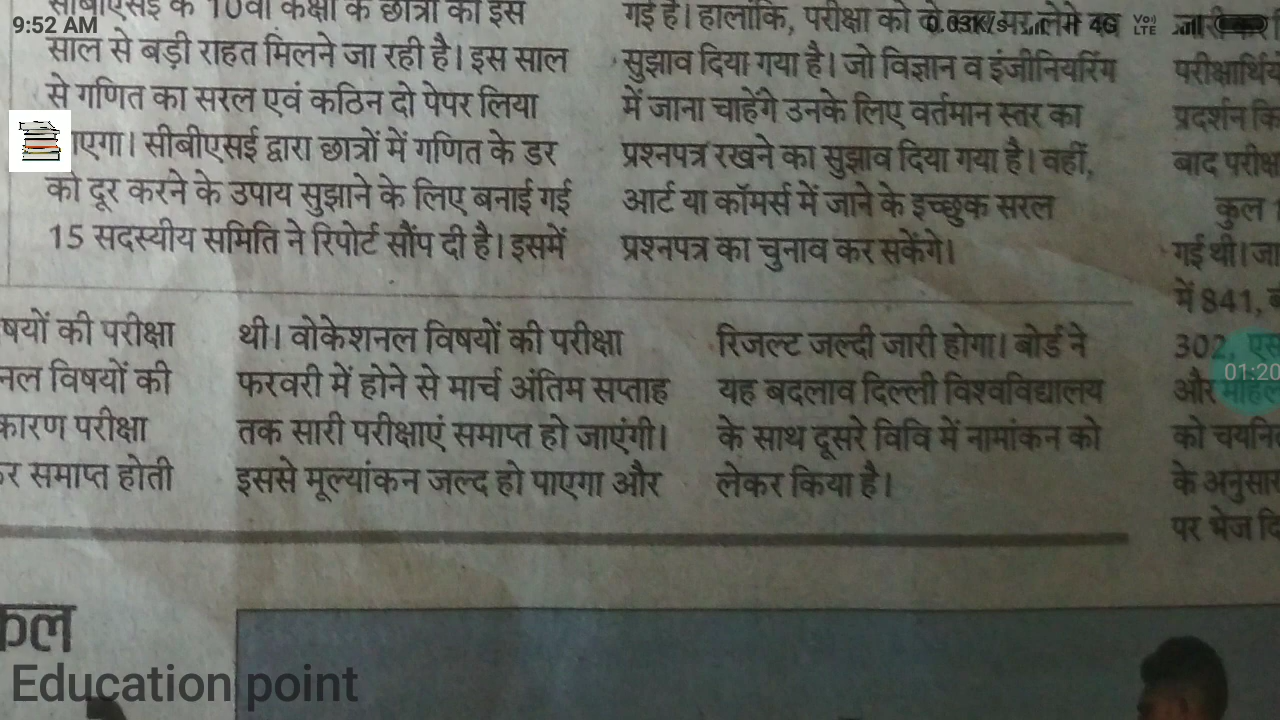 9:52 AM
सीबीएसई के 10वीं कक्षा के छात्रों को इस
साल से बड़ी राहत मिलने जा रही है। इस साल
से गणित का सरल एवं कठिन दो पेपर लिया
ाएगा। सीबीएसई द्वारा छात्रों में गणित के डर
को दूर करने के उपाय सुझाने के लिए बनाई गई
15 सदस्यीय समिति ने रिपोर्ट सौंप दी है। इसमें
गई है। हालांकि, परीक्षा को लेने 4G
सुझाव दिया गया है। जो विज्ञान व इंजीनियरिंग
में जाना चाहेंगे उनके लिए वर्तमान स्तर का
प्रश्नपत्र रखने का सुझाव दिया गया है। वहीं,
आर्ट या कॉमर्स में जाने के इच्छुक सरल
प्रश्नपत्र का चुनाव कर सकेंगे।
षयों की परीक्षा
नल विषयों की
कारण परीक्षा
र समाप्त होती
थी। वोकेशनल विषयों की परीक्षा
फरवरी में होने से मार्च अंतिम सप्ताह
तक सारी परीक्षाएं समाप्त हो जाएंगी।
इससे मूल्यांकन जल्द हो पाएगा और
रिजल्ट जल्दी जारी होगा। बोर्ड ने
यह बदलाव दिल्ली विश्वविद्यालय
के साथ दूसरे विवि में नामांकन को
लेकर किया है।
परीक्षार्थिय
प्रदर्शन कि
बाद परीक्ष
कुल
गई थी। जा
में 841,
302, एस
01:20
और महिल
को चयनि
के अनुसार
पर भेज दि
कल
Education point